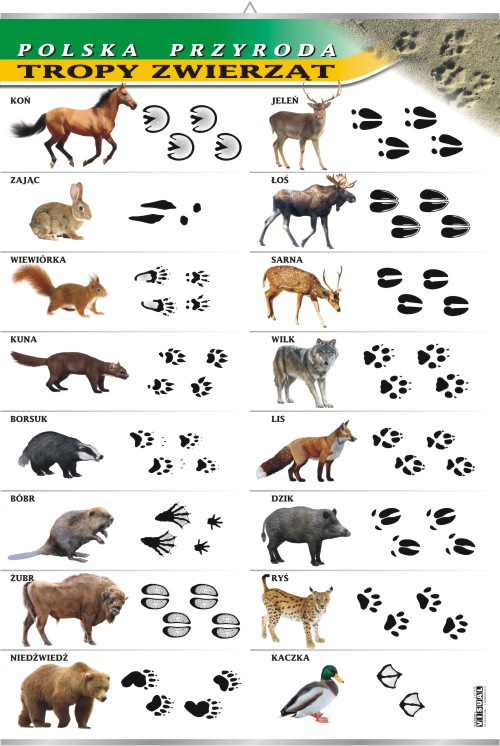 POLSKA PRZYRODA
TROPY ZWIERZĄT
KOŃ
JELEŃ
ZAJĄC
ŁOŚ
WIEWIÓRKA
SARNA
KUNA
WILK
BORSUK
LIS
BÓBR
DZIK
ŻUBR
RYŚ
NIEDŹWIEDŹ
KACZKA
VISUAL